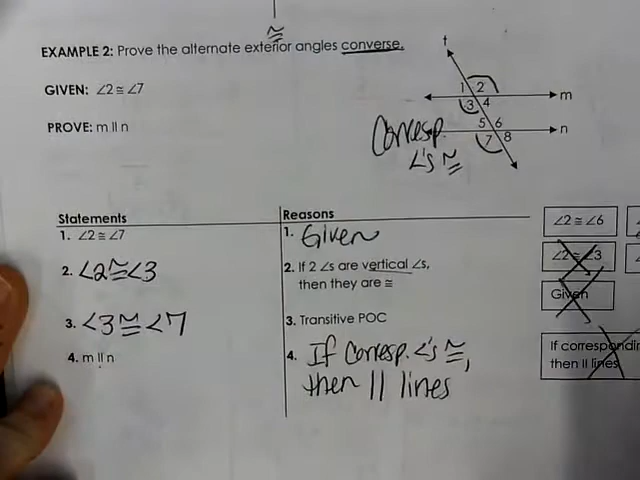 ≅
EXAMPLE 2: Prove the alternate exterior angles converse.
GIVEN: ∠2 ≅ ∠7
PROVE: m || n
t
1 2
3 4
m
5 6
7 8
n
Corresp.
∠'s ≅
Statements
Reasons
1. ∠2 ≅ ∠7
1. Given
2. ∠2 ≅ ∠3
2. If 2 ∠s are vertical ∠s,
then they are ≅
3. ∠3 ≅ ∠7
3. Transitive POC
4. m || n
4. If Corresp. ∠'s ≅,
then || lines
∠2 ≅ ∠6
∠2 ≅ ∠3
Given
If correspondin
then || lines